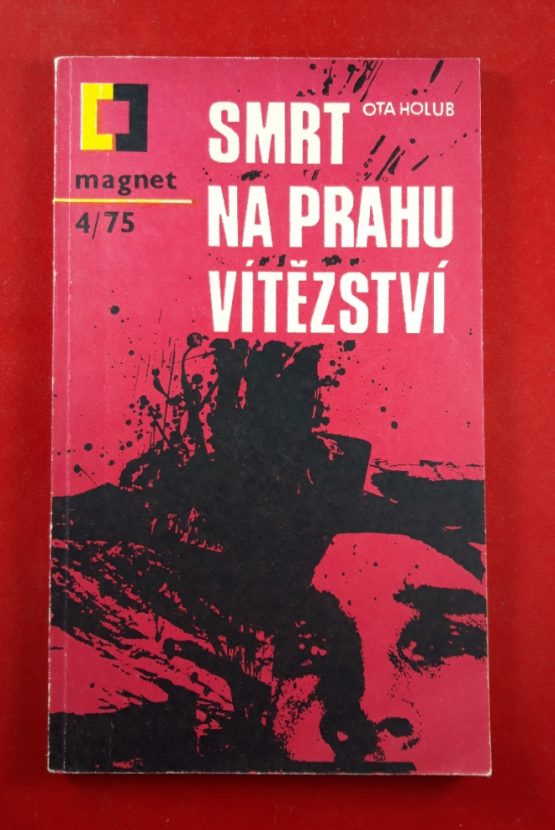 SMRT
OTA HOLUB
NA PRAHU
VÍTĚZSTVÍ
magnet
4/75